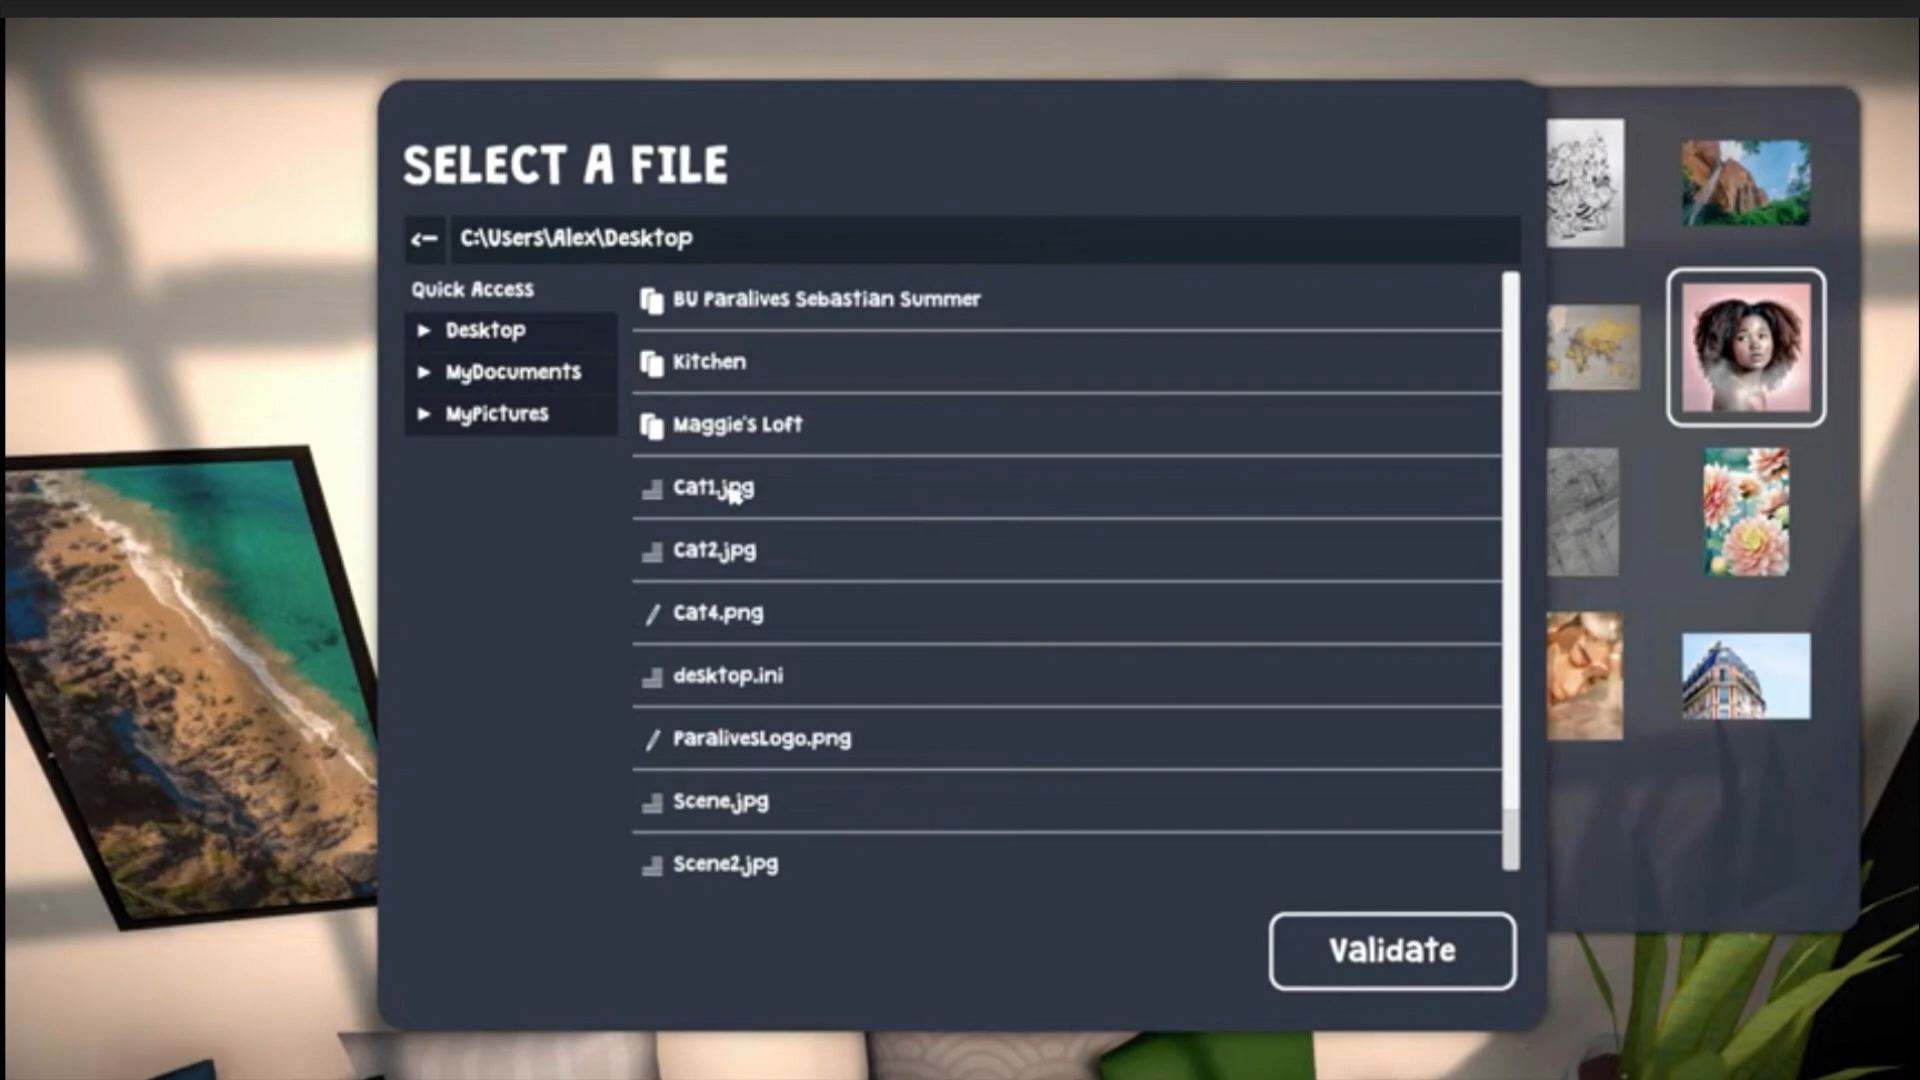 SELECT A FILE
<- C:\Users\Alex\Desktop
Quick Access
Desktop
MyDocuments
MyPictures
BU Paralives Sebastian Summer
Kitchen
Maggie's Loft
Cat1.jpg
Cat2.jpg
Cat4.png
desktop.ini
ParalivesLogo.png
Scene.jpg
Scene2.jpg
Validate